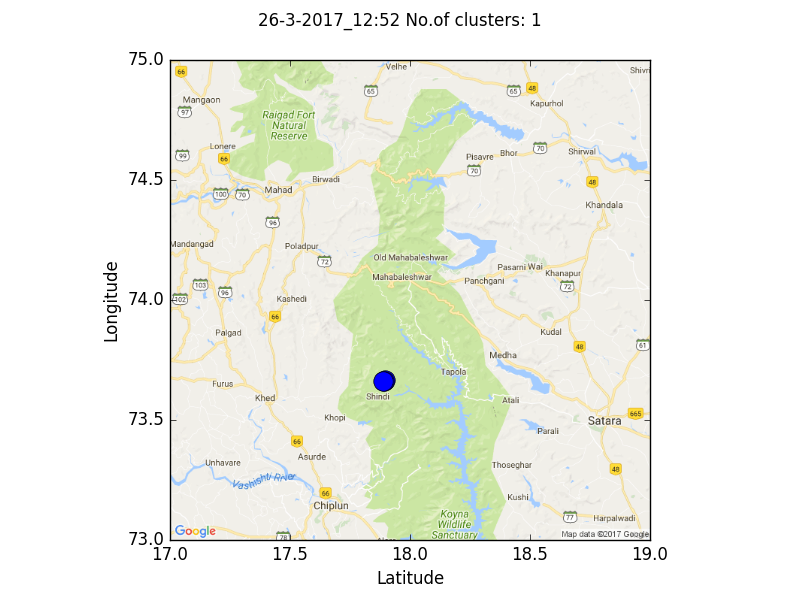 26-3-2017_12:52 No.of clusters: 1
75.0
74.5
74.0
73.5
73.0
Longitude
17.0
17.5
18.0
18.5
19.0
Latitude
Velhe
66
65
65
48
Mangaon
97
Kapurhol
Raigad Fort
Natural
Reserve
Lonere
99
66
Pisavre
Bhor
70
Shirwal
70
Birwadi
48
Mahad
100
70
Khandala
96
Mandangad
Poladpur
72
Old Mahabaleshwar
Mahabaleshwar
Pasarni
Wai
Khanapur
Panchgani
72
103
102
96
Kashedi
66
Palgad
Kudal
48
61
Medha
Tapola
Furus
Khed
Shindi
Atali
Khopi
665
Satara
Parali
66
Asurde
Unhavare
Thoseghar
48
Vashishti River
66
Kushi
Chiplun
Koyna
Wildlife
Sanctuary
77
Harpalwadi
Google
78
Map data ©2017 Google